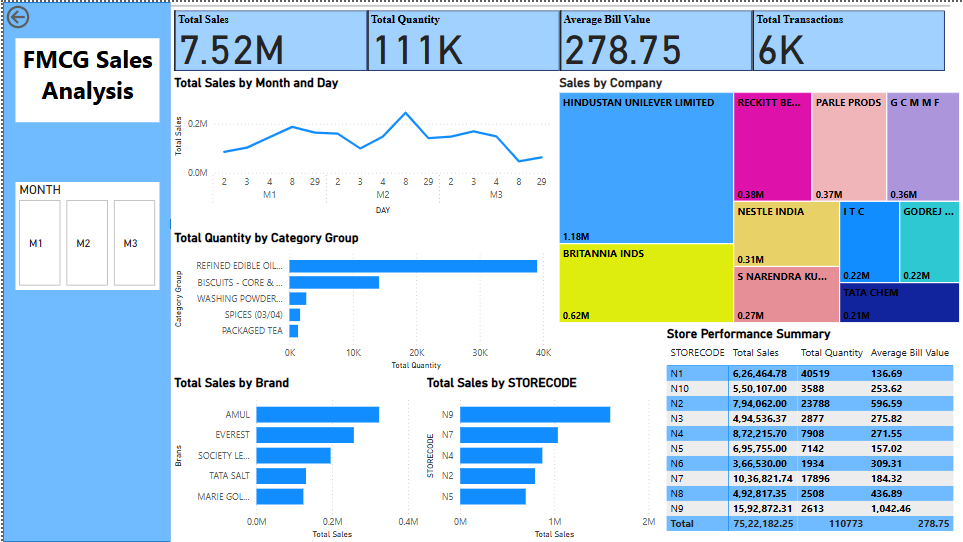 FMCG Sales
Analysis
MONTH
M1 M2 M3
Total Sales
7.52M
Total Quantity
111K
Average Bill Value
278.75
Total Transactions
6K
Total Sales by Month and Day
Total Sales
0.2M
0.0M
2 3 4 8 29 2 3 4 8 29 2 3 4 8 29
M1 M2 M3
DAY
Sales by Company
HINDUSTAN UNILEVER LIMITED
1.18M
BRITANNIA INDS
0.62M
RECKITT BE...
0.38M
PARLE PRODS
0.37M
G C M M F
0.36M
NESTLE INDIA
0.31M
S NARENDRA KU...
0.27M
I T C
0.22M
GODREJ ...
0.22M
TATA CHEM
0.21M
Total Quantity by Category Group
Category Group
REFINED EDIBLE OIL...
BISCUITS - CORE & ...
WASHING POWDER...
SPICES (03/04)
PACKAGED TEA
0K 10K 20K 30K 40K
Total Quantity
Total Sales by Brand
Brans
AMUL
EVEREST
SOCIETY LE...
TATA SALT
MARIE GOL...
0.0M 0.2M 0.4M
Total Sales
Total Sales by STORECODE
STORECODE
N9
N7
N4
N2
N5
0M 1M 2M
Total Sales
Store Performance Summary
STORECODE Total Sales Total Quantity Average Bill Value
N1 6,26,464.78 40519 136.69
N10 5,50,107.00 3588 253.62
N2 7,94,062.00 23788 596.59
N3 4,94,536.37 2877 275.82
N4 8,72,215.70 7908 271.55
N5 6,95,755.00 7142 157.02
N6 3,66,530.00 1934 309.31
N7 10,36,821.74 17896 184.32
N8 4,92,817.35 2508 436.89
N9 15,92,872.31 2613 1,042.46
Total 75,22,182.25 110773 278.75